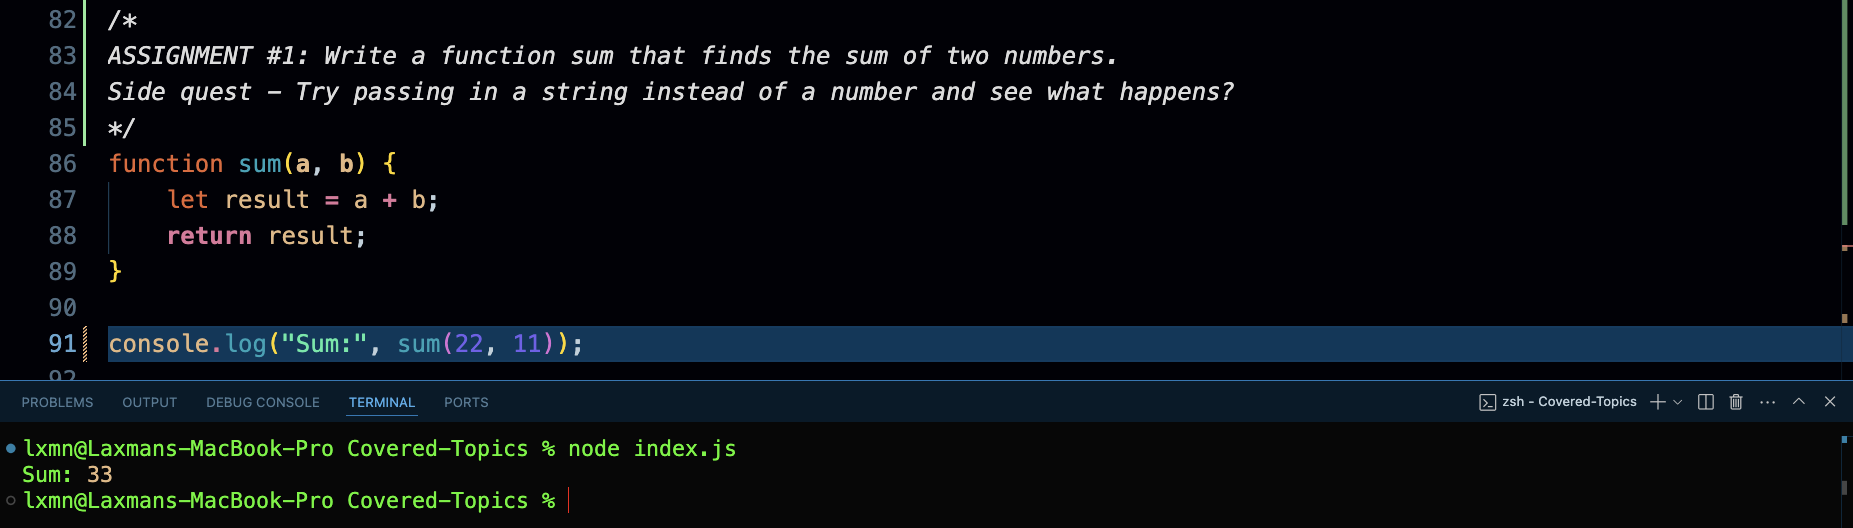 82 /*
83 ASSIGNMENT #1: Write a function sum that finds the sum of two numbers.
84 Side quest - Try passing in a string instead of a number and see what happens?
85 */
86 function sum(a, b) {
87     let result = a + b;
88     return result;
89 }
90
91 console.log("Sum:", sum(22, 11));
92
PROBLEMS OUTPUT DEBUG CONSOLE TERMINAL PORTS zsh - Covered-Topics
lxmn@Laxmans-MacBook-Pro Covered-Topics % node index.js
Sum: 33
lxmn@Laxmans-MacBook-Pro Covered-Topics %